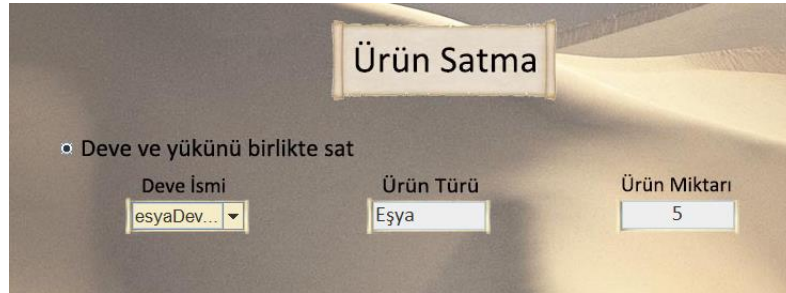 Ürün Satma
Deve ve yükünü birlikte sat
Deve İsmi
Ürün Türü
Ürün Miktarı
esyaDev...
Eşya
5